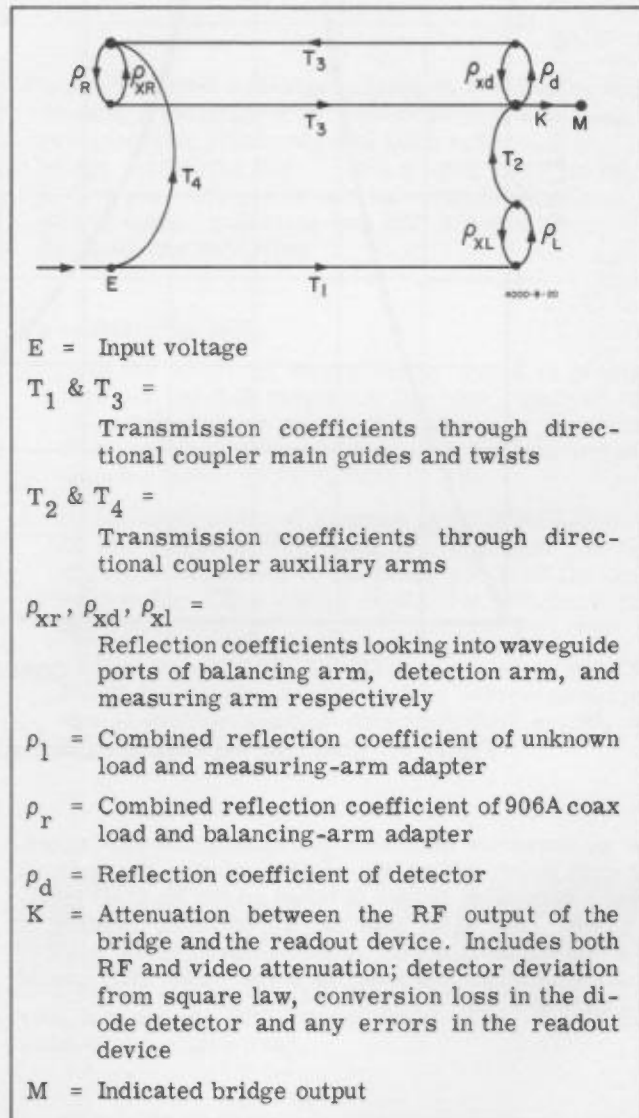 T3
ρR ρXR ρxd ρd
T3 K M
T4 T2
ρXL ρL
E T1
E = Input voltage
T1 & T3 =
Transmission coefficients through direc-
tional coupler main guides and twists
T2 & T4 =
Transmission coefficients through direc-
tional coupler auxiliary arms
ρxr, ρxd, ρxl =
Reflection coefficients looking into waveguide
ports of balancing arm, detection arm, and
measuring arm respectively
ρl = Combined reflection coefficient of unknown
load and measuring-arm adapter
ρr = Combined reflection coefficient of 906A coax
load and balancing-arm adapter
ρd = Reflection coefficient of detector
K = Attenuation between the RF output of the
bridge and the readout device. Includes both
RF and video attenuation; detector deviation
from square law, conversion loss in the di-
ode detector and any errors in the readout
device
M = Indicated bridge output